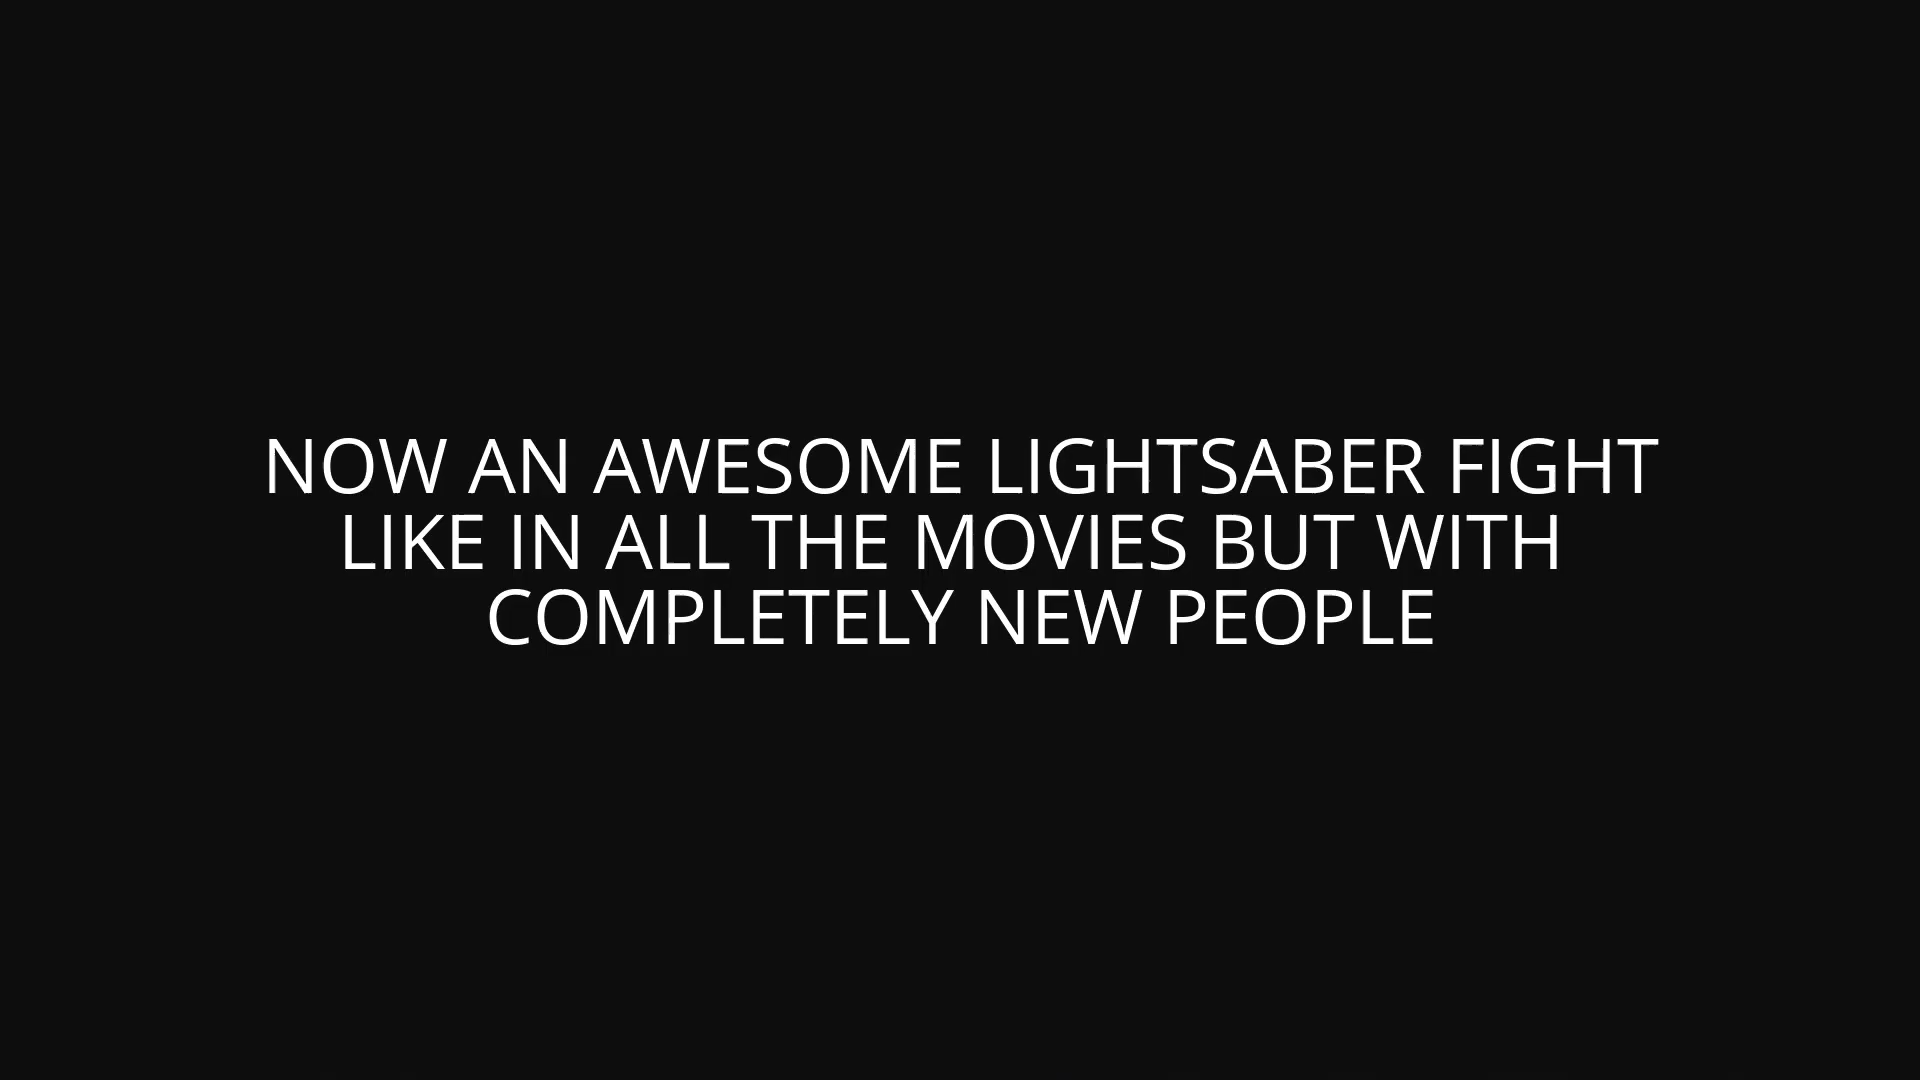 NOW AN AWESOME LIGHTSABER FIGHT
LIKE IN ALL THE MOVIES BUT WITH
COMPLETELY NEW PEOPLE